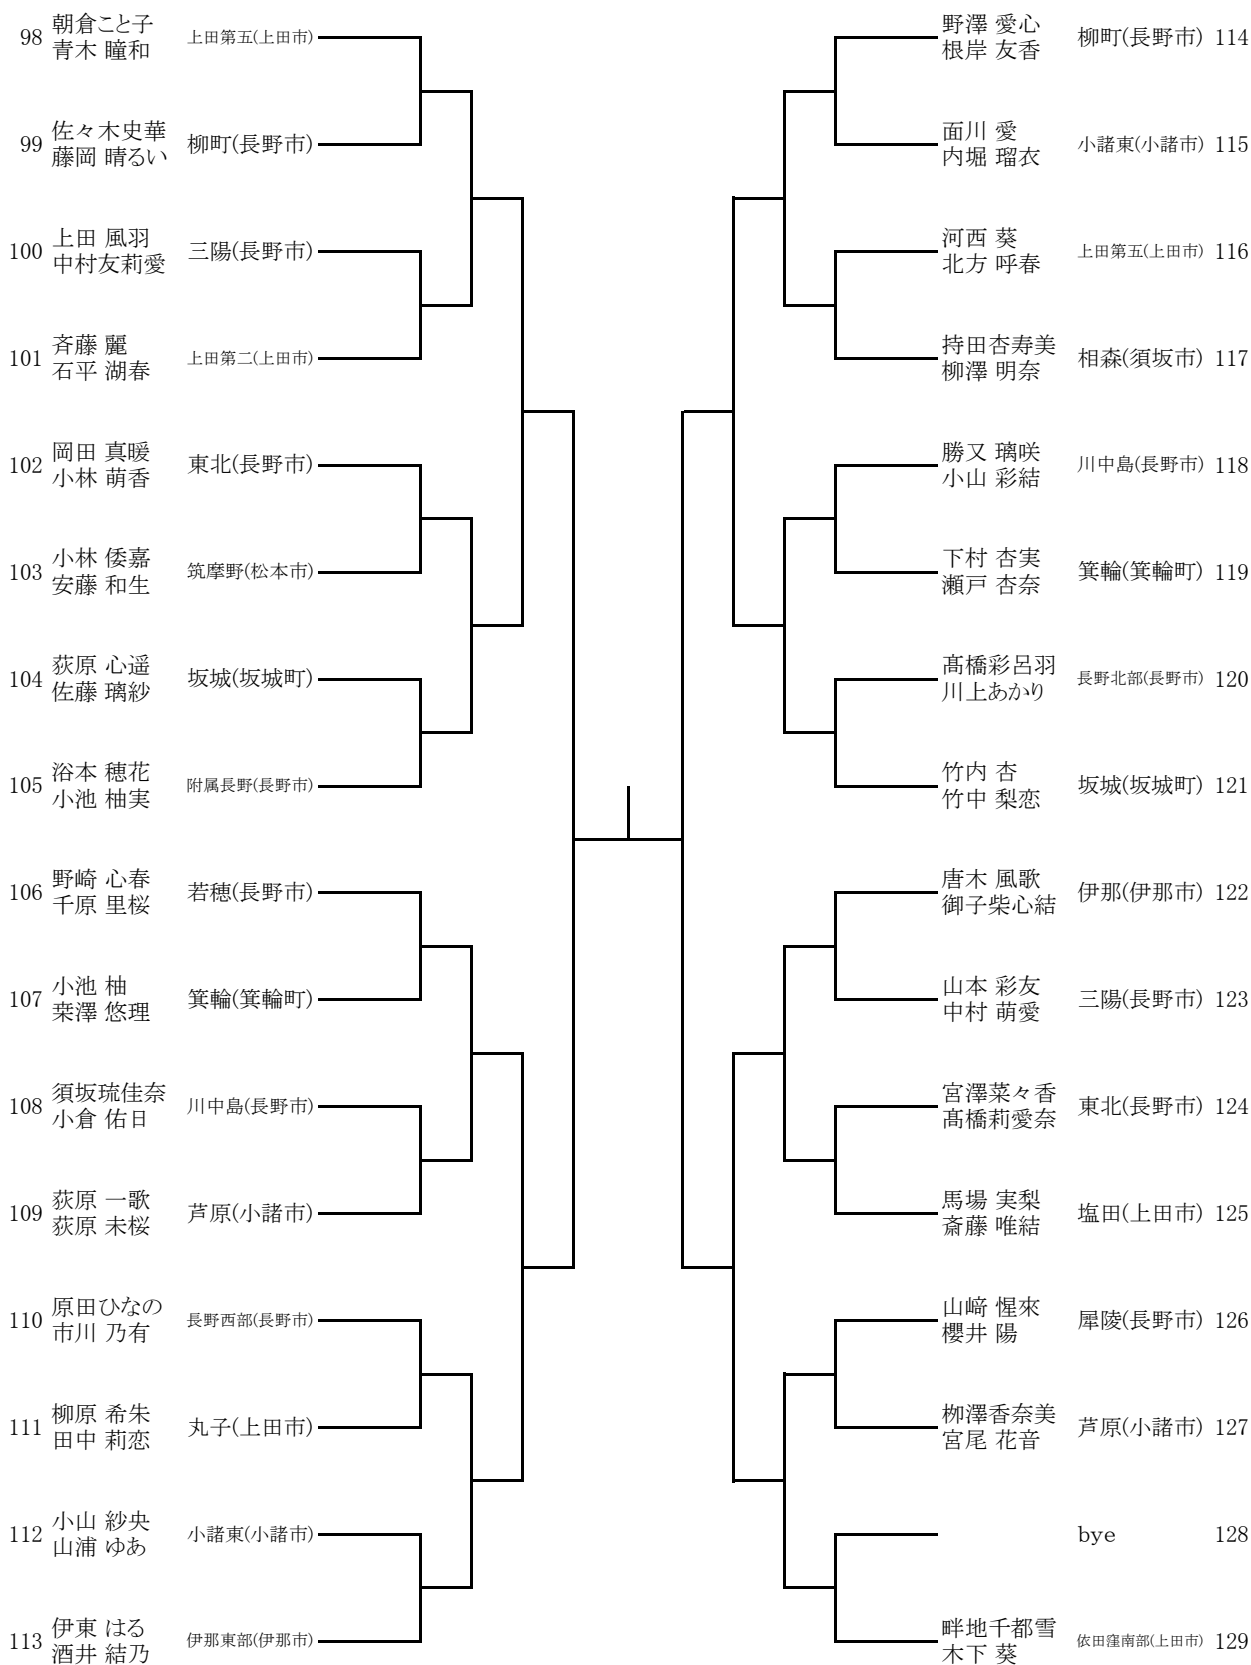 98 朝倉こと子 上田第五(上田市)
青木 瞳和
99 佐々木史華 柳町(長野市)
藤岡 晴るい
100 上田 風羽 三陽(長野市)
中村友莉愛
101 斉藤 麗 上田第二(上田市)
石平 湖春
102 岡田 真暖 東北(長野市)
小林 萌香
103 小林 倭嘉 筑摩野(松本市)
安藤 和生
104 荻原 心遥 坂城(坂城町)
佐藤 璃紗
105 浴本 穂花 附属長野(長野市)
小池 柚実
106 野崎 心春 若穂(長野市)
千原 里桜
107 小池 柚 箕輪(箕輪町)
桒澤 悠理
108 須坂琉佳奈 川中島(長野市)
小倉 佑日
109 荻原 一歌 芦原(小諸市)
荻原 未桜
110 原田ひなの 長野西部(長野市)
市川 乃有
111 柳原 希朱 丸子(上田市)
田中 莉恋
112 小山 紗央 小諸東(小諸市)
山浦 ゆあ
113 伊東 はる 伊那東部(伊那市)
酒井 結乃
野澤 愛心 柳町(長野市) 114
根岸 友香
面川 愛 小諸東(小諸市) 115
内堀 瑠衣
河西 葵 上田第五(上田市) 116
北方 呼春
持田杏寿美 相森(須坂市) 117
柳澤 明奈
勝又 璃咲 川中島(長野市) 118
小山 彩結
下村 杏実 箕輪(箕輪町) 119
瀬戸 杏奈
髙橋彩呂羽 長野北部(長野市) 120
川上あかり
竹内 杏 坂城(坂城町) 121
竹中 梨恋
唐木 風歌 伊那(伊那市) 122
御子柴心結
山本 彩友 三陽(長野市) 123
中村 萌愛
宮澤菜々香 東北(長野市) 124
髙橋莉愛奈
馬場 実梨 塩田(上田市) 125
斎藤 唯結
山﨑 惺來 犀陵(長野市) 126
櫻井 陽
栁澤香奈美 芦原(小諸市) 127
宮尾 花音
bye 128
畔地千都雪 依田窪南部(上田市) 129
木下 葵